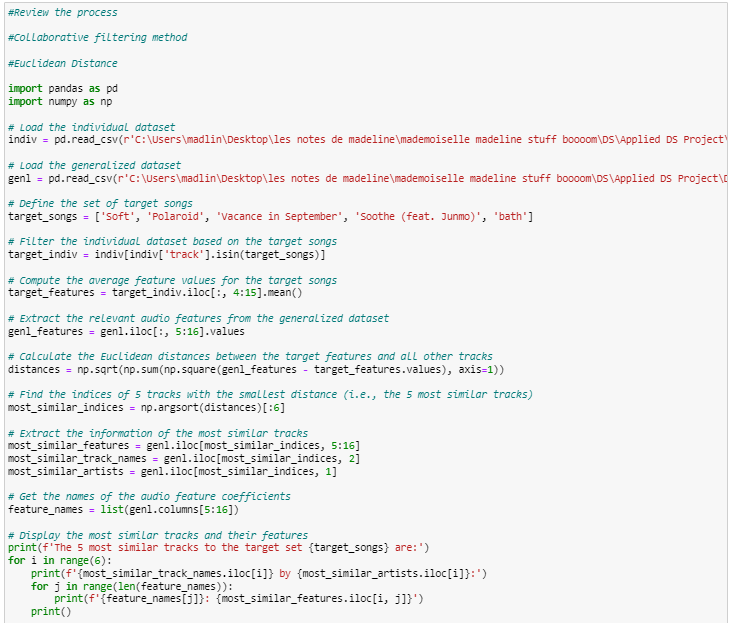 #Review the process
#Collaborative filtering method
#Euclidean Distance
import pandas as pd
import numpy as np
# Load the individual dataset
indiv = pd.read_csv(r'C:\Users\madlin\Desktop\les notes de madeline\mademoiselle madeline stuff boooom\DS\Applied DS Project\
# Load the generalized dataset
genl = pd.read_csv(r'C:\Users\madlin\Desktop\les notes de madeline\mademoiselle madeline stuff boooom\DS\Applied DS Project\
# Define the set of target songs
target_songs = ['Soft', 'Polaroid', 'Vacance in September', 'Soothe (feat. Junmo)', 'bath']
# Filter the individual dataset based on the target songs
target_indiv = indiv[indiv['track'].isin(target_songs)]
# Compute the average feature values for the target songs
target_features = target_indiv.iloc[:, 4:15].mean()
# Extract the relevant audio features from the generalized dataset
genl_features = genl.iloc[:, 5:16].values
# Calculate the Euclidean distances between the target features and all other tracks
distances = np.sqrt(np.sum(np.square(genl_features - target_features.values), axis=1))
# Find the indices of 5 tracks with the smallest distance (i.e., the 5 most similar tracks)
most_similar_indices = np.argsort(distances)[:6]
# Extract the information of the most similar tracks
most_similar_features = genl.iloc[most_similar_indices, 5:16]
most_similar_track_names = genl.iloc[most_similar_indices, 2]
most_similar_artists = genl.iloc[most_similar_indices, 1]
# Get the names of the audio feature coefficients
feature_names = list(genl.columns[5:16])
# Display the most similar tracks and their features
print(f'The 5 most similar tracks to the target set {target_songs} are:')
for i in range(6):
    print(f'{most_similar_track_names.iloc[i]} by {most_similar_artists.iloc[i]}:')
    for j in range(len(feature_names)):
        print(f'{feature_names[j]}: {most_similar_features.iloc[i, j]}')
    print()